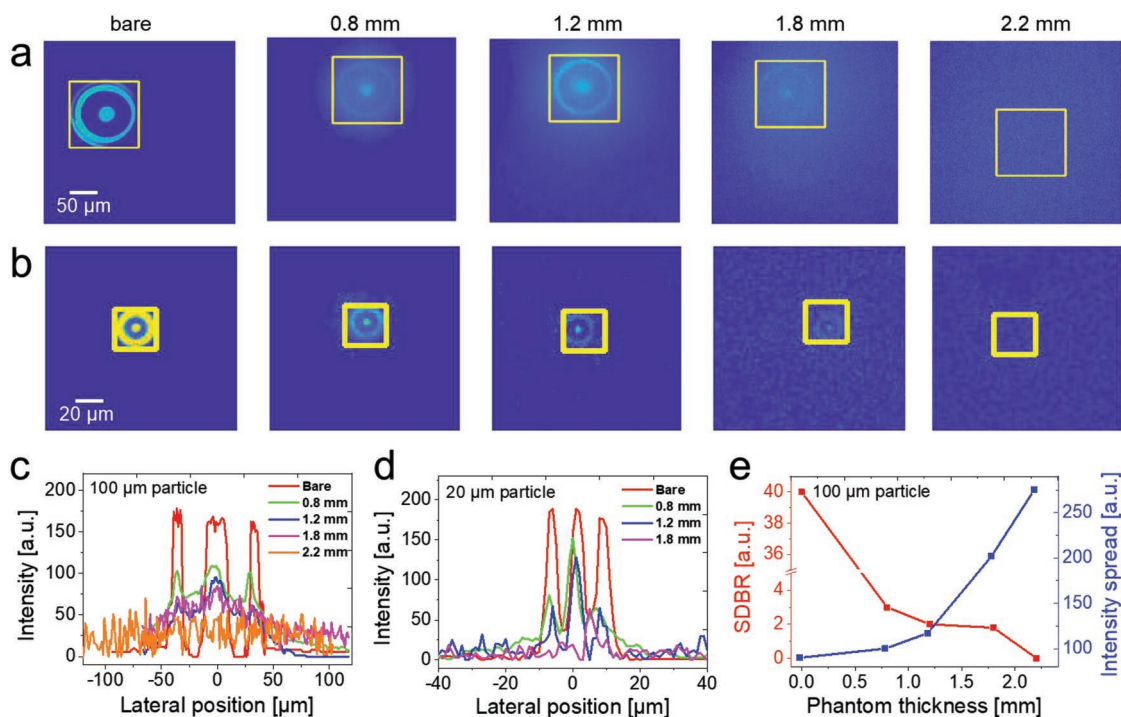 bare 0.8 mm 1.2 mm 1.8 mm 2.2 mm
a
50 µm
b
20 µm
c
200
150
100
50
0
Intensity [a.u.]
100 µm particle
Bare
0.8 mm
1.2 mm
1.8 mm
2.2 mm
-100 -50 0 50 100
Lateral position [µm]
d
200
150
100
50
0
Intensity [a.u.]
20 µm particle
Bare
0.8 mm
1.2 mm
1.8 mm
-40 -20 0 20 40
Lateral position [µm]
e
40
36
4
2
0
SDBR [a.u.]
100 µm particle
250
200
150
100
Intensity spread [a.u.]
0.0 0.5 1.0 1.5 2.0
Phantom thickness [mm]